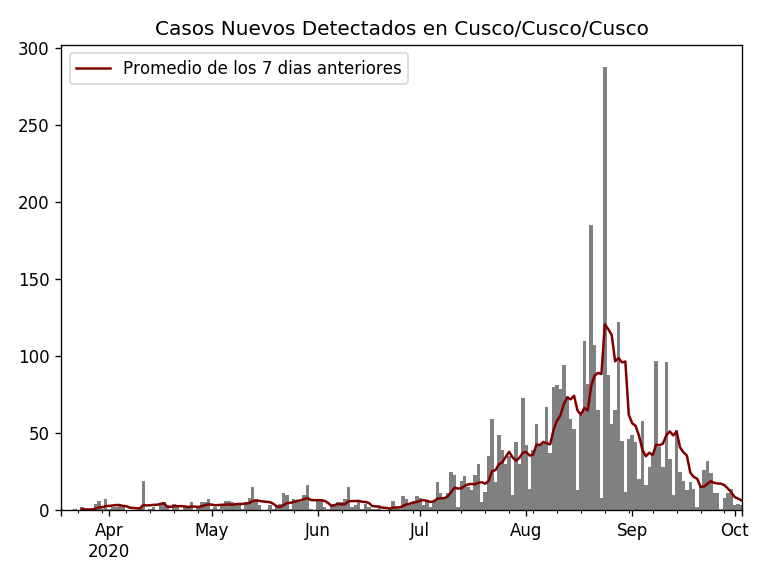 Casos Nuevos Detectados en Cusco/Cusco/Cusco
Promedio de los 7 dias anteriores
300
250
200
150
100
50
0
Apr May Jun Jul Aug Sep Oct
2020